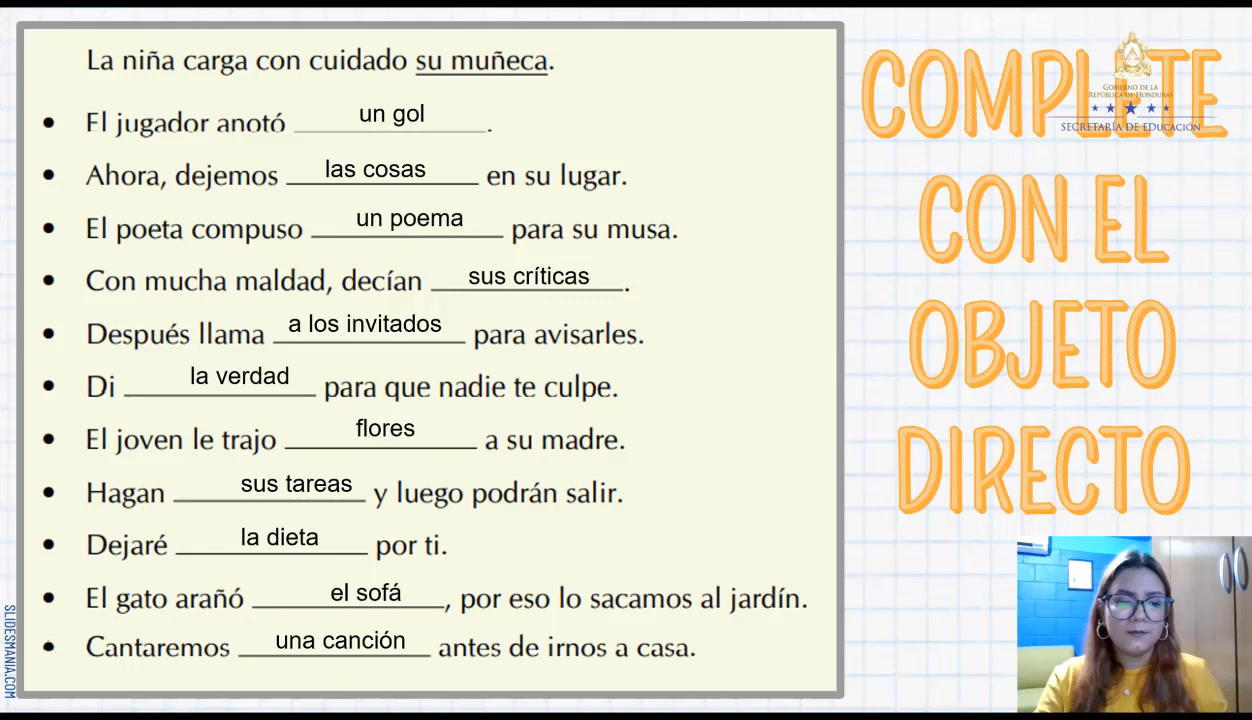 La niña carga con cuidado su muñeca.
• El jugador anotó un gol.
• Ahora, dejemos las cosas en su lugar.
• El poeta compuso un poema para su musa.
• Con mucha maldad, decían sus críticas.
• Después llama a los invitados para avisarles.
• Di la verdad para que nadie te culpe.
• El joven le trajo flores a su madre.
• Hagan sus tareas y luego podrán salir.
• Dejaré la dieta por ti.
• El gato arañó el sofá, por eso lo sacamos al jardín.
• Cantaremos una canción antes de irnos a casa.
COMPLETE
CON EL
OBJETO
DIRECTO
GOBIERNO DE LA
REPÚBLICA DE HONDURAS
SECRETARÍA DE EDUCACIÓN
SLIDESMANIA.COM